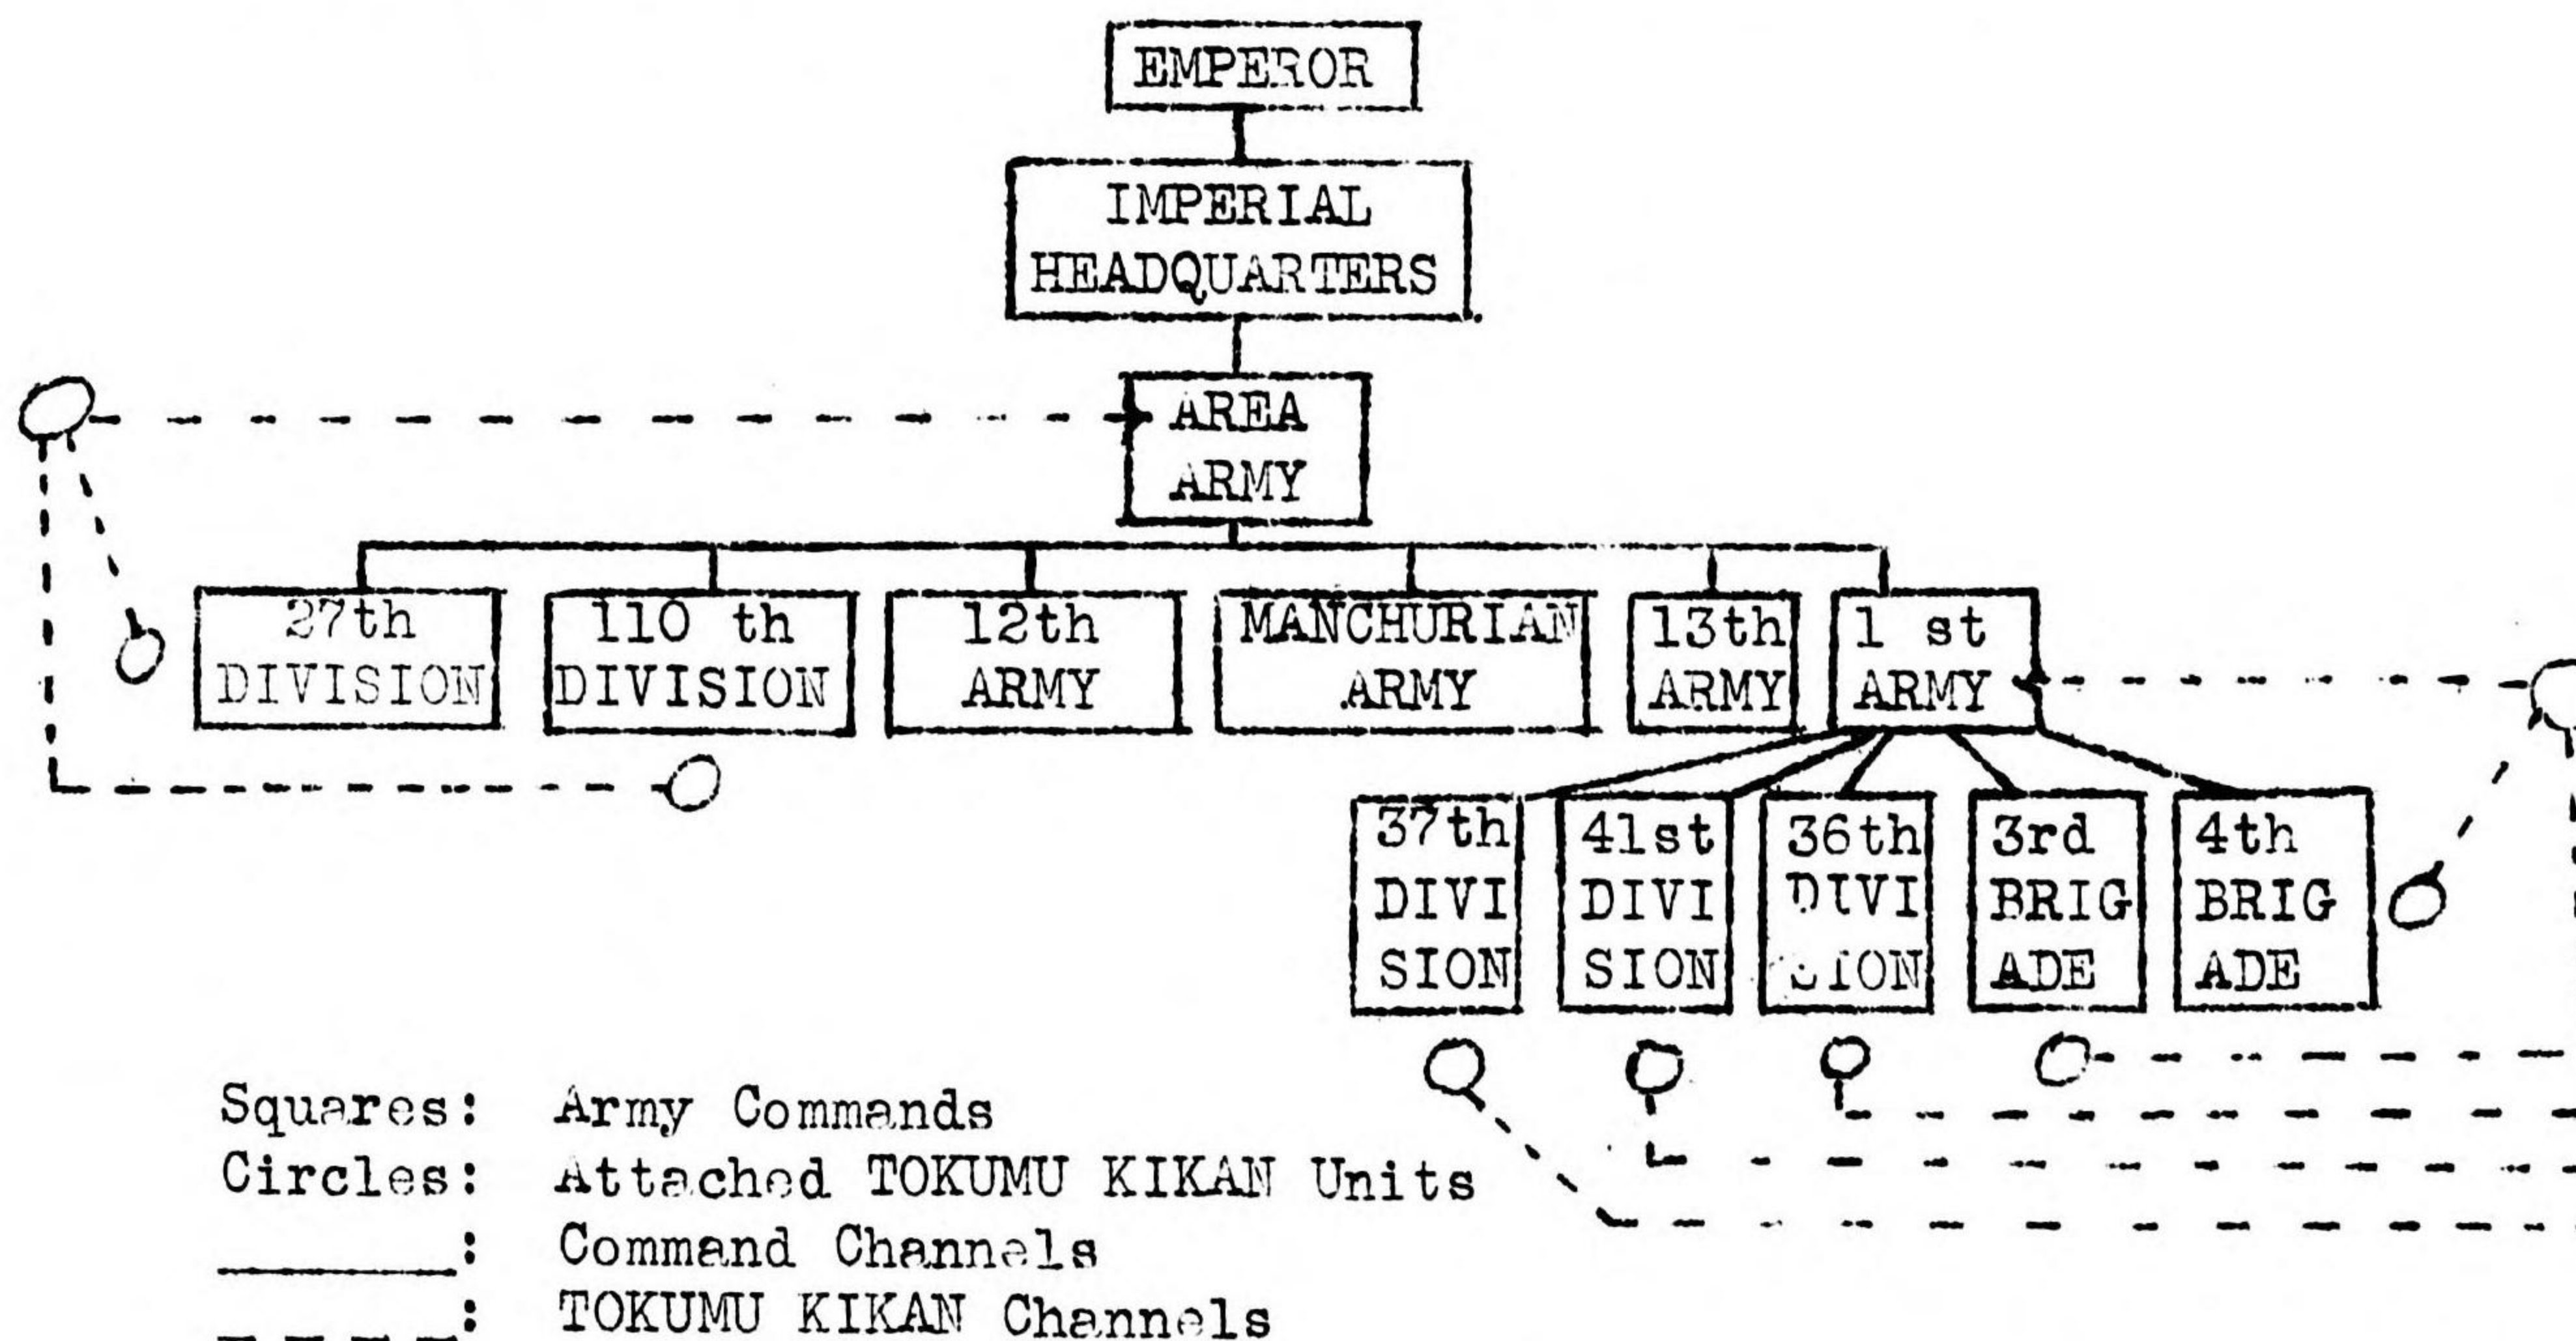 EMPEROR
IMPERIAL
HEADQUARTERS
AREA
ARMY
27th
DIVISION
110 th
DIVISION
12th
ARMY
MANCHURIAN
ARMY
13th
ARMY
1 st
ARMY
37th
DIVI
SION
41st
DIVI
SION
36th
DIVI
SION
3rd
BRIG
ADE
4th
BRIG
ADE
Squares: Army Commands
Circles: Attached TOKUMU KIKAN Units
: Command Channels
: TOKUMU KIKAN Channels